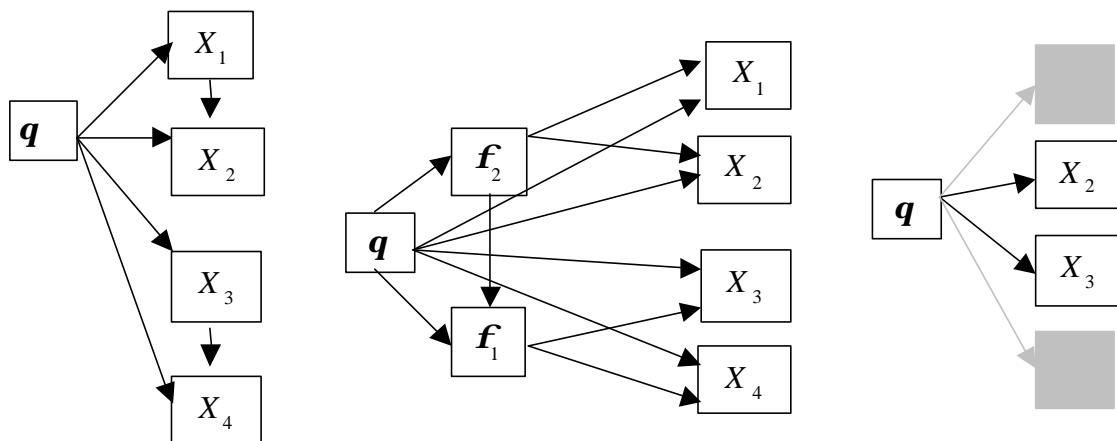 X₁
q
X₂
X₃
X₄
X₁
f₂
X₂
q
X₃
f₁
X₄
X₂
q
X₃